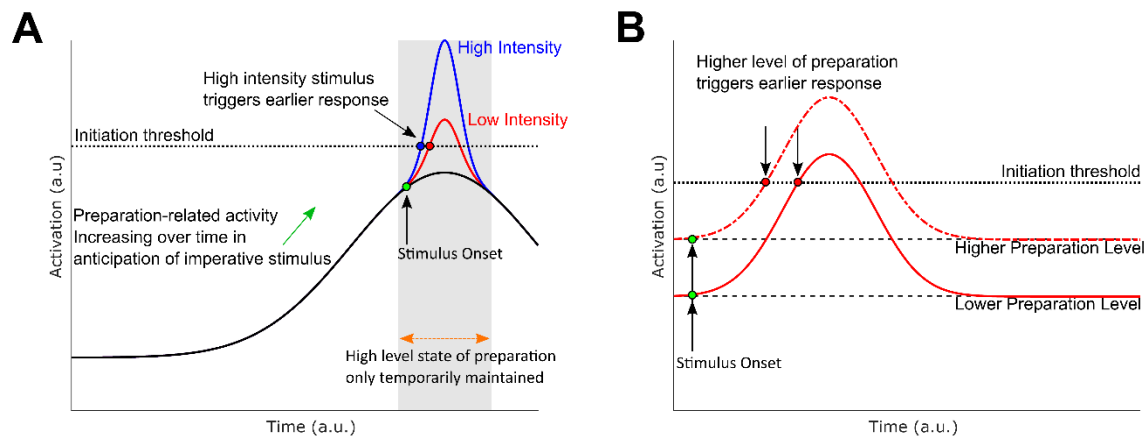 A
High Intensity
High intensity stimulus
triggers earlier response
Low Intensity
Initiation threshold
Preparation-related activity
Increasing over time in
anticipation of imperative stimulus
Stimulus Onset
High level state of preparation
only temporarily maintained
Activation (a.u)
Time (a.u.)
B
Higher level of preparation
triggers earlier response
Initiation threshold
Higher Preparation Level
Lower Preparation Level
Stimulus Onset
Activation (a.u)
Time (a.u.)